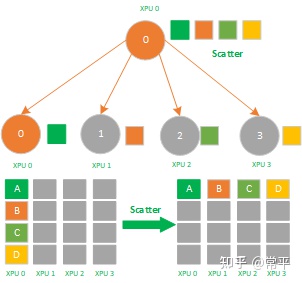 XPU 0
0
Scatter
0
1
2
3
XPU 0
XPU 1
XPU 2
XPU 3
A
B
C
D
Scatter
A
B
C
D
XPU 0
XPU 1
XPU 2
XPU 3
XPU 0
XPU 1
XPU 2
XPU 3
知乎 @常平